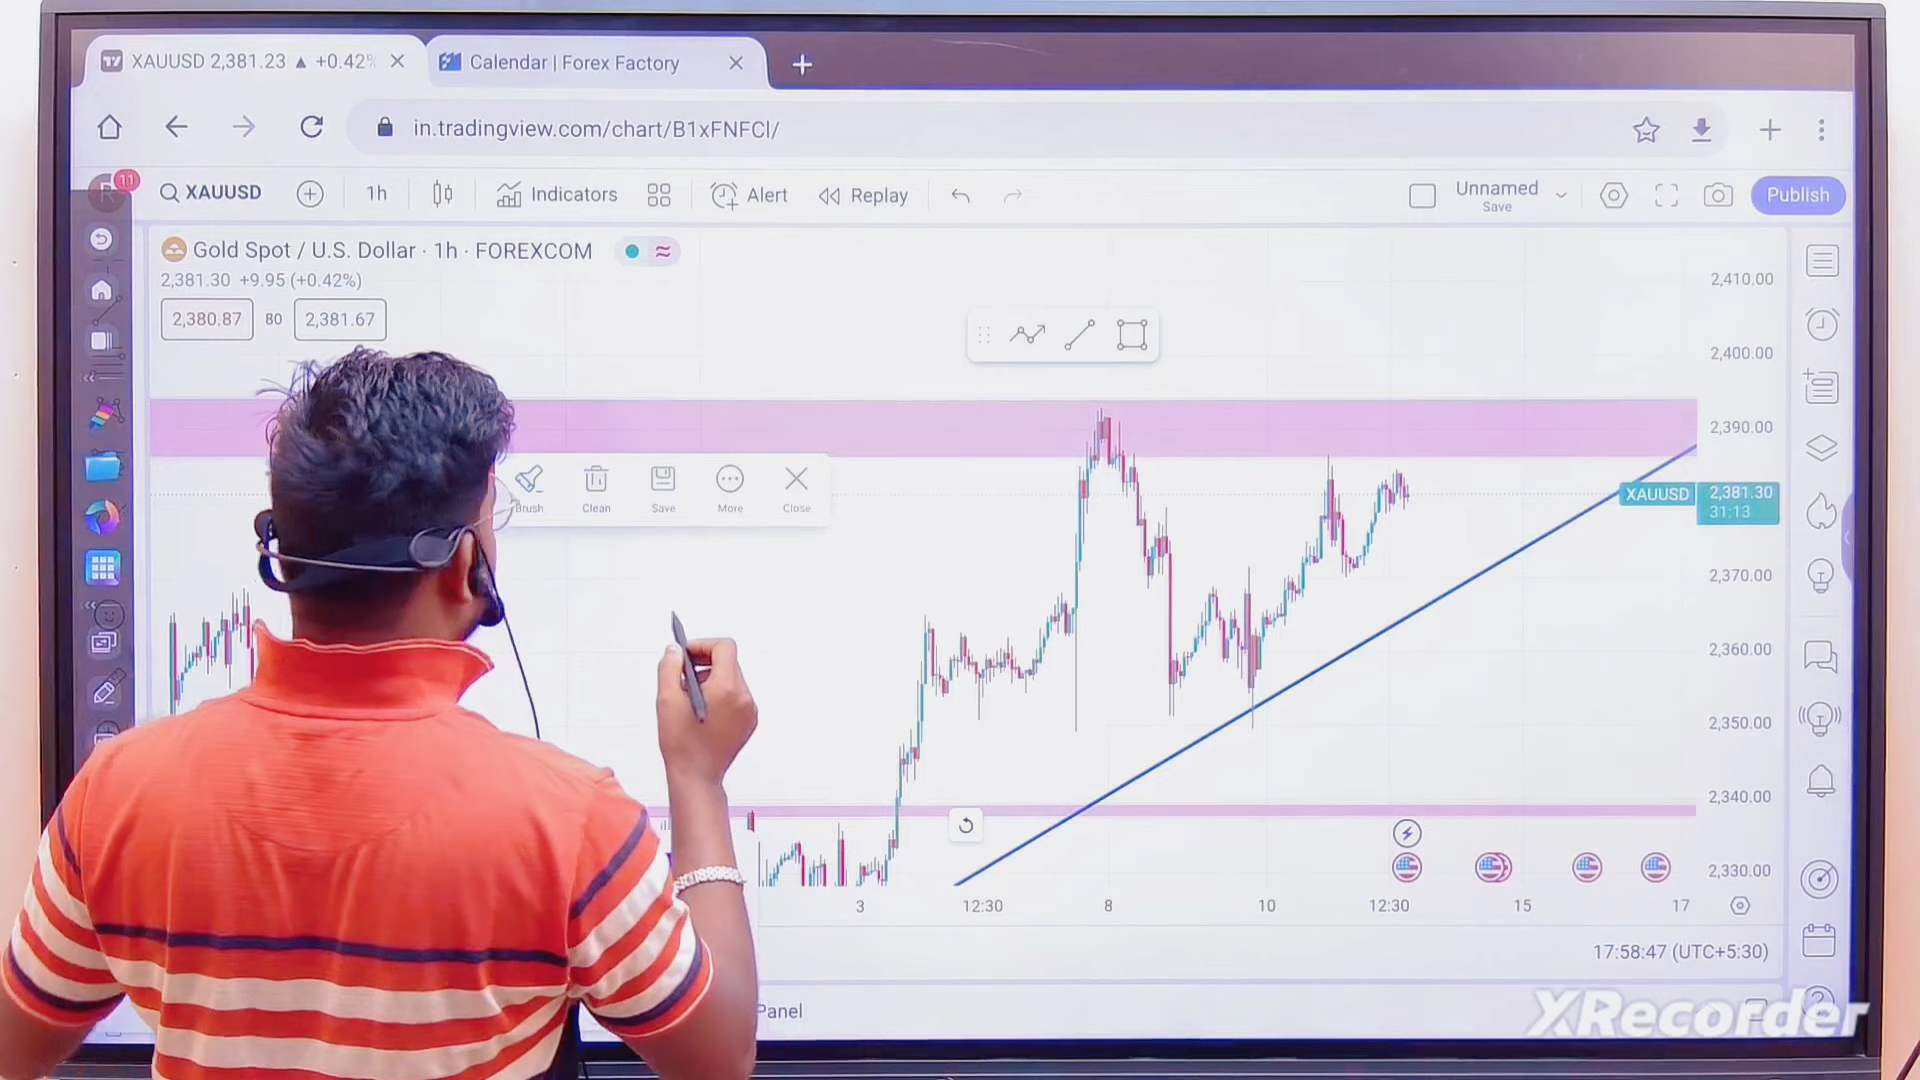 XAUUSD 2,381.23 ▲ +0.42%
Calendar | Forex Factory
in.tradingview.com/chart/B1xFNFCl/
11
R
XAUUSD
1h
Indicators
Alert
Replay
Unnamed
Save
Publish
Gold Spot / U.S. Dollar · 1h · FOREXCOM
2,381.30 +9.95 (+0.42%)
2,380.87
80
2,381.67
2,410.00
2,400.00
2,390.00
Brush
Clean
Save
More
Close
XAUUSD
2,381.30
31:13
2,370.00
2,360.00
2,350.00
2,340.00
2,330.00
3
12:30
8
10
12:30
15
17
17:58:47 (UTC+5:30)
Panel
XRecorder